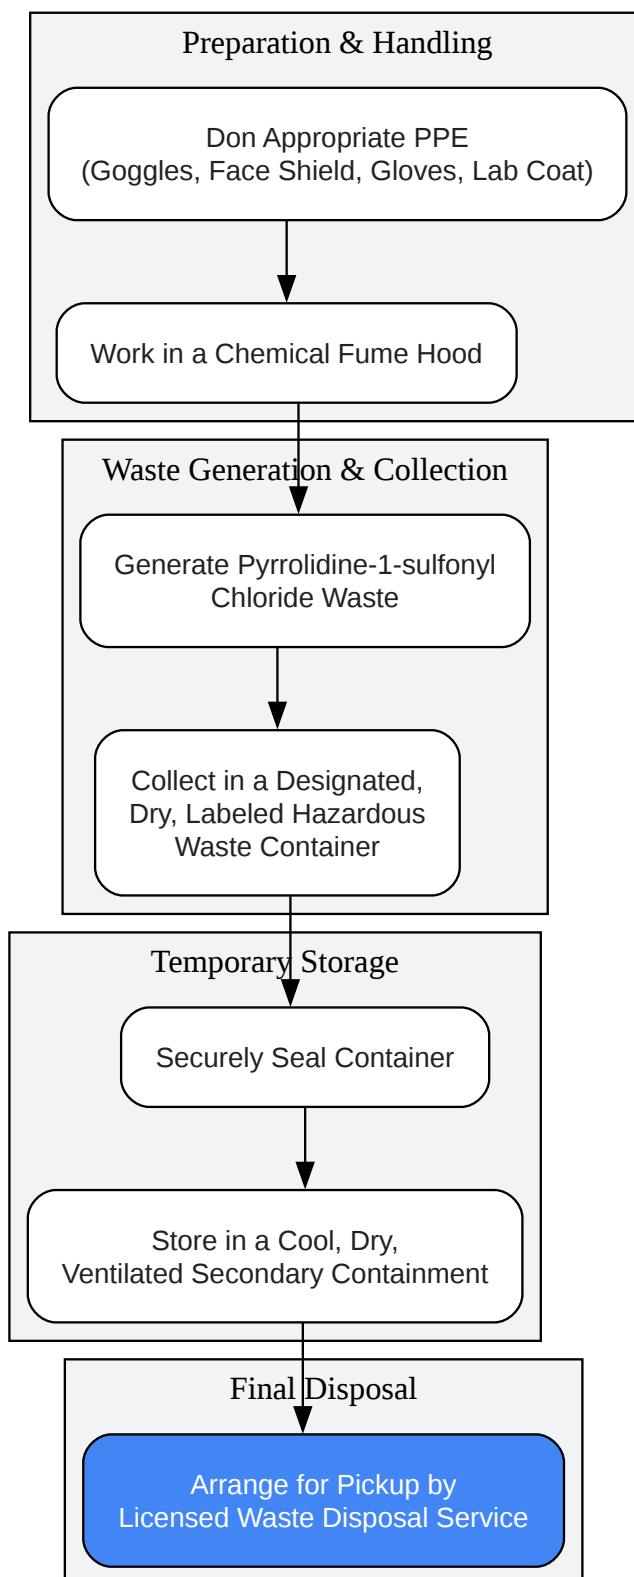 Preparation & Handling
Don Appropriate PPE
(Goggles, Face Shield, Gloves, Lab Coat)
Work in a Chemical Fume Hood
Waste Generation & Collection
Generate Pyrrolidine-1-sulfonyl
Chloride Waste
Collect in a Designated,
Dry, Labeled Hazardous
Waste Container
Temporary Storage
Securely Seal Container
Store in a Cool, Dry,
Ventilated Secondary Containment
Final Disposal
Arrange for Pickup by
Licensed Waste Disposal Service